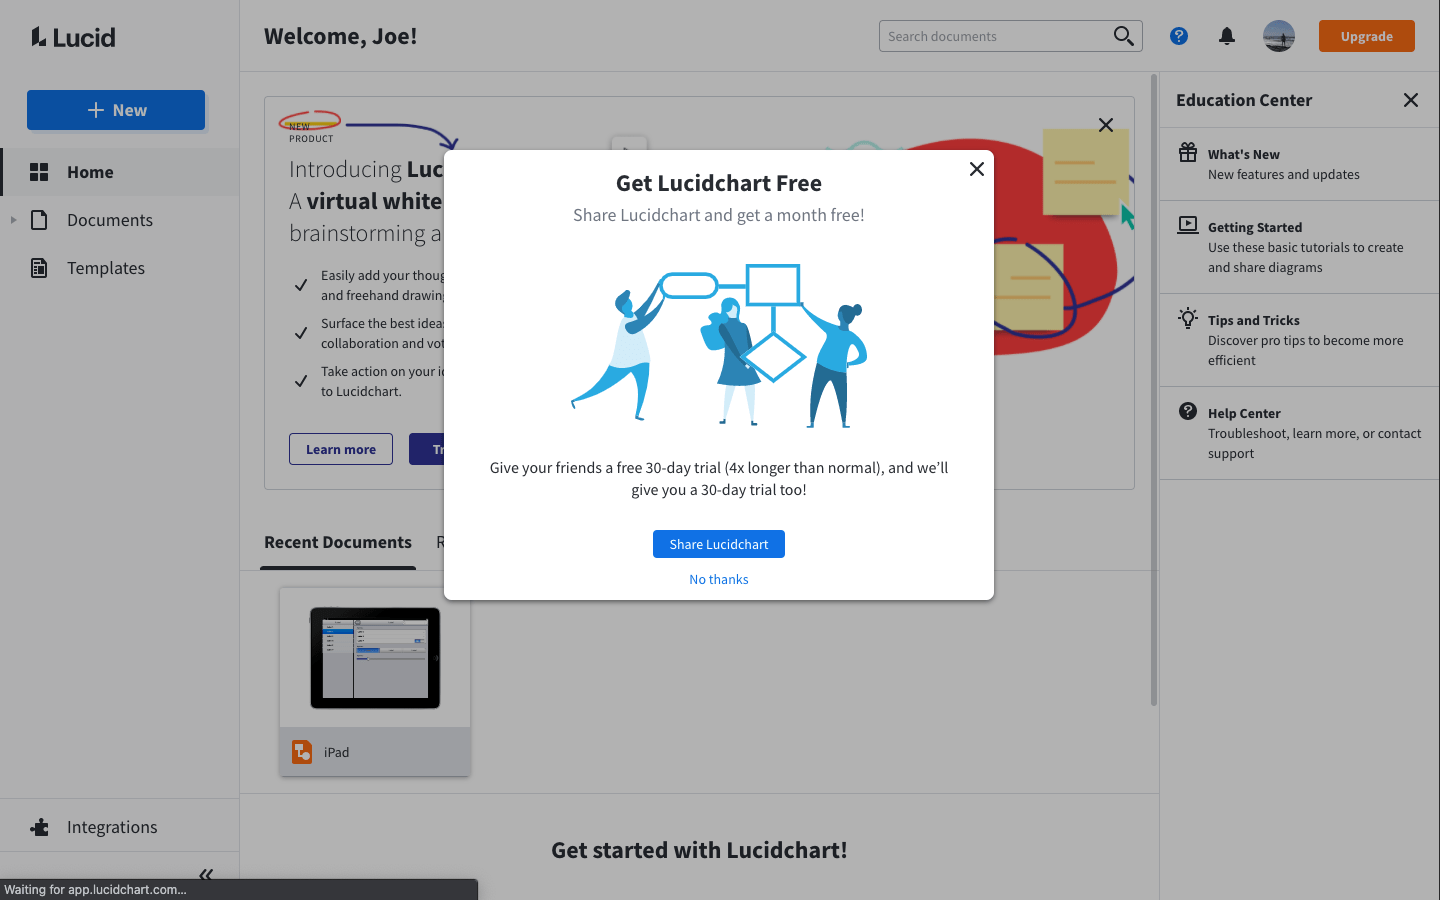 Lucid
Welcome, Joe!
Search documents
Upgrade
New
Home
Documents
Templates
Integrations
NEW
PRODUCT
Introducing Luc
A virtual white
brainstorming a
Easily add your thoug
and freehand drawing
Surface the best ideas
collaboration and vot
Take action on your id
to Lucidchart.
Learn more
Tr
Get Lucidchart Free
Share Lucidchart and get a month free!
Give your friends a free 30-day trial (4x longer than normal), and we’ll
give you a 30-day trial too!
Share Lucidchart
No thanks
Education Center
What's New
New features and updates
Getting Started
Use these basic tutorials to create
and share diagrams
Tips and Tricks
Discover pro tips to become more
efficient
Help Center
Troubleshoot, learn more, or contact
support
Recent Documents R
iPad
Get started with Lucidchart!
Waiting for app.lucidchart.com...